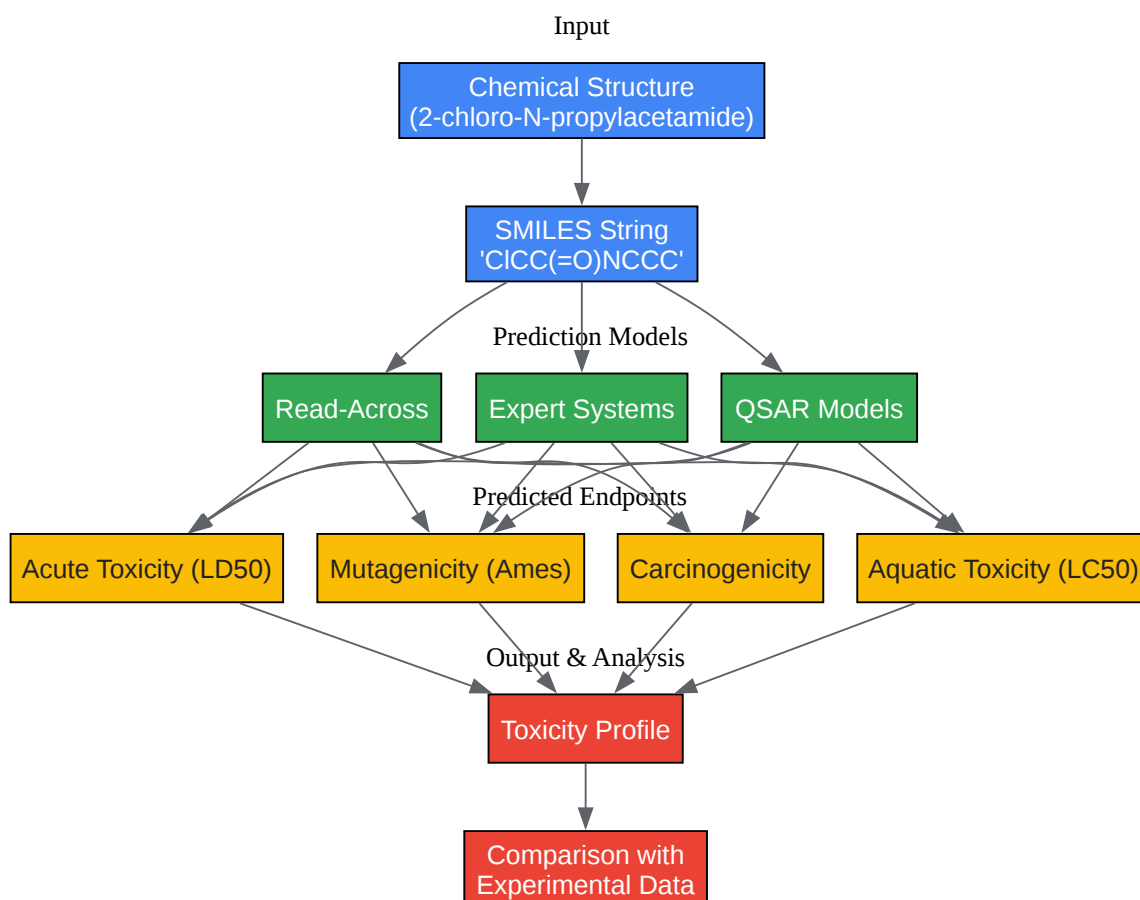 Input
Chemical Structure
(2-chloro-N-propylacetamide)
SMILES String
'ClCC(=O)NCCC'
Prediction Models
Read-Across
Expert Systems
QSAR Models
Predicted Endpoints
Acute Toxicity (LD50)
Mutagenicity (Ames)
Carcinogenicity
Aquatic Toxicity (LC50)
Output & Analysis
Toxicity Profile
Comparison with
Experimental Data